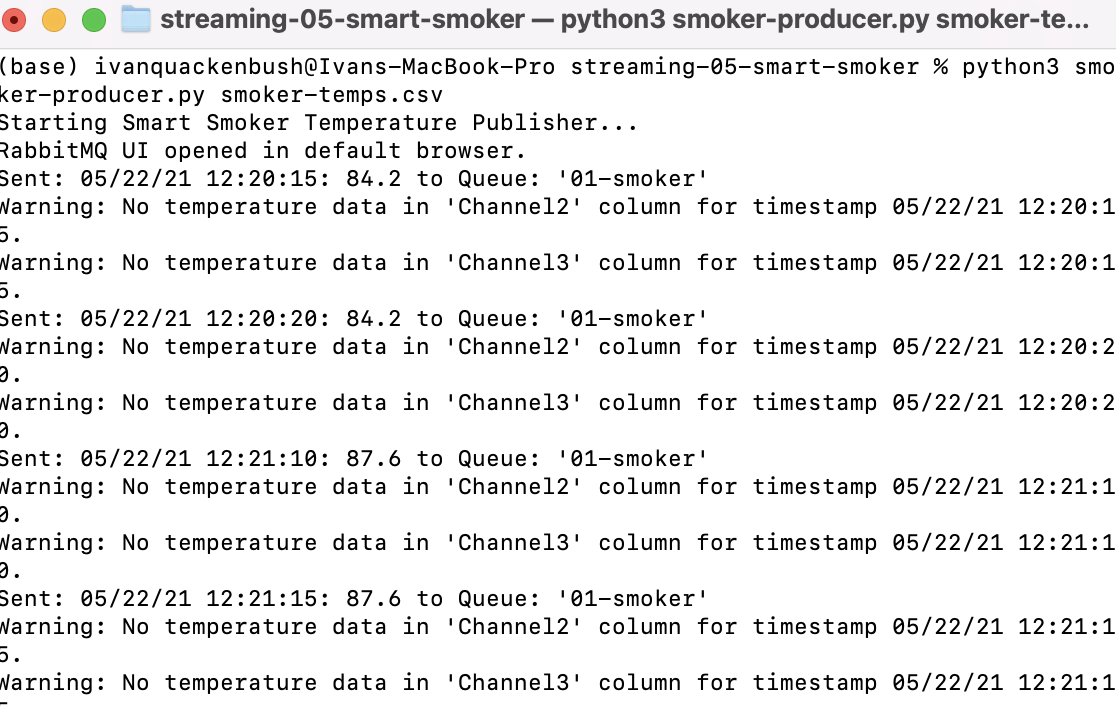 streaming-05-smart-smoker — python3 smoker-producer.py smoker-te...
(base) ivanquackenbush@Ivans-MacBook-Pro streaming-05-smart-smoker % python3 smo
ker-producer.py smoker-temps.csv
Starting Smart Smoker Temperature Publisher...
RabbitMQ UI opened in default browser.
Sent: 05/22/21 12:20:15: 84.2 to Queue: '01-smoker'
Warning: No temperature data in 'Channel2' column for timestamp 05/22/21 12:20:1
5.
Warning: No temperature data in 'Channel3' column for timestamp 05/22/21 12:20:1
5.
Sent: 05/22/21 12:20:20: 84.2 to Queue: '01-smoker'
Warning: No temperature data in 'Channel2' column for timestamp 05/22/21 12:20:2
0.
Warning: No temperature data in 'Channel3' column for timestamp 05/22/21 12:20:2
0.
Sent: 05/22/21 12:21:10: 87.6 to Queue: '01-smoker'
Warning: No temperature data in 'Channel2' column for timestamp 05/22/21 12:21:1
0.
Warning: No temperature data in 'Channel3' column for timestamp 05/22/21 12:21:1
0.
Sent: 05/22/21 12:21:15: 87.6 to Queue: '01-smoker'
Warning: No temperature data in 'Channel2' column for timestamp 05/22/21 12:21:1
5.
Warning: No temperature data in 'Channel3' column for timestamp 05/22/21 12:21:1